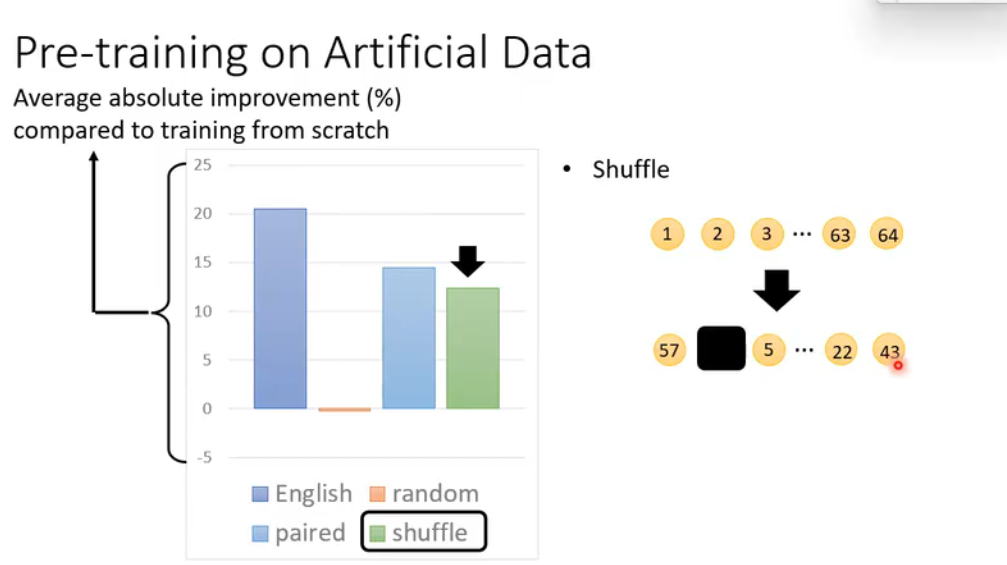 Pre-training on Artificial Data
Average absolute improvement (%)
compared to training from scratch
25
20
15
10
5
0
-5
English random
paired shuffle
• Shuffle
1 2 3 ... 63 64
57 5 ... 22 43